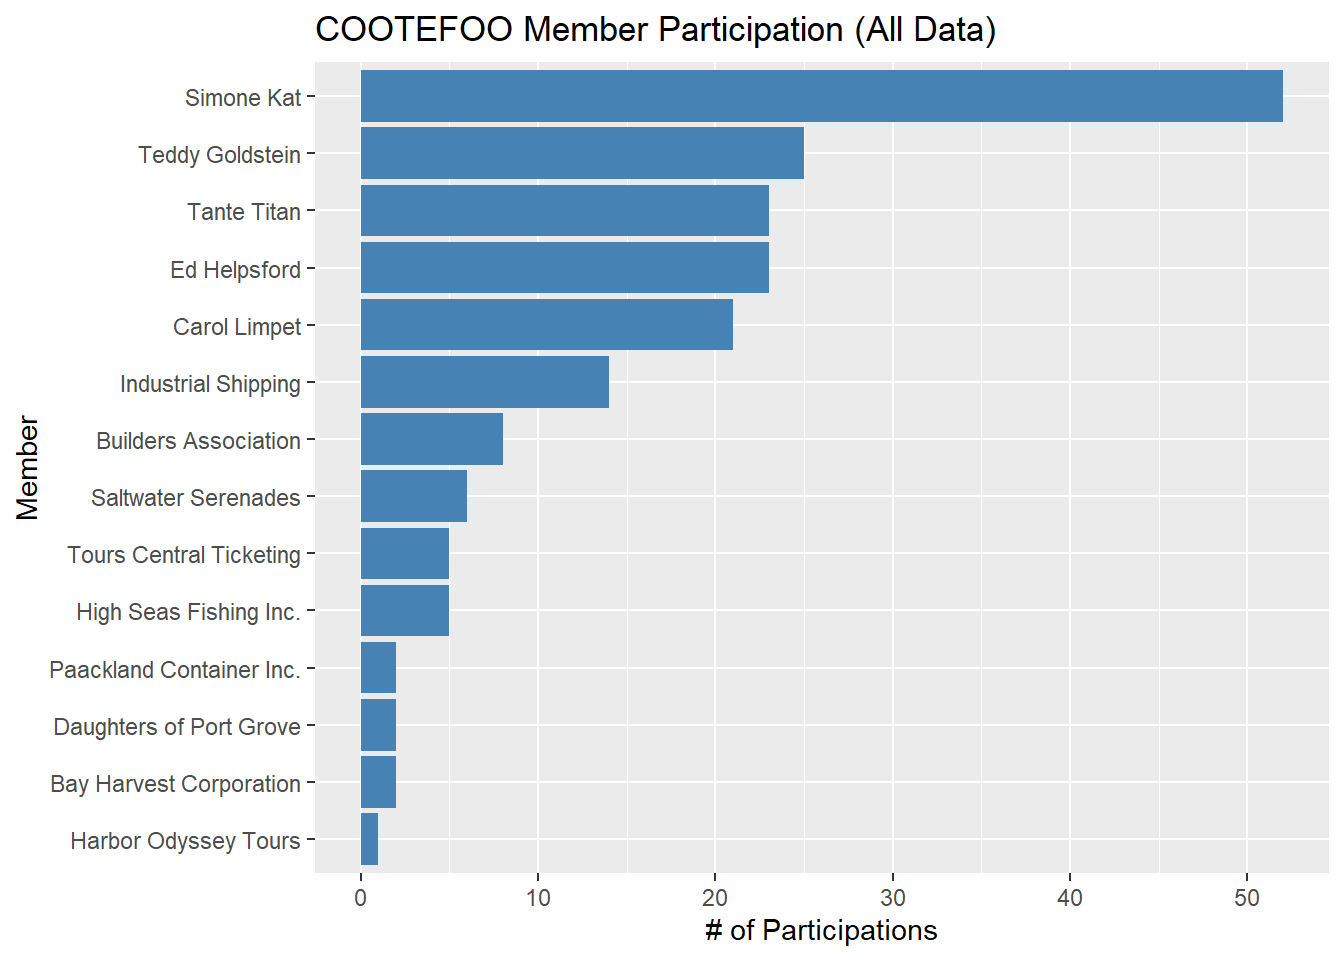 COOTEFOO Member Participation (All Data)
Member
Simone Kat
Teddy Goldstein
Tante Titan
Ed Helpsford
Carol Limpet
Industrial Shipping
Builders Association
Saltwater Serenades
Tours Central Ticketing
High Seas Fishing Inc.
Paackland Container Inc.
Daughters of Port Grove
Bay Harvest Corporation
Harbor Odyssey Tours
0 10 20 30 40 50
# of Participations